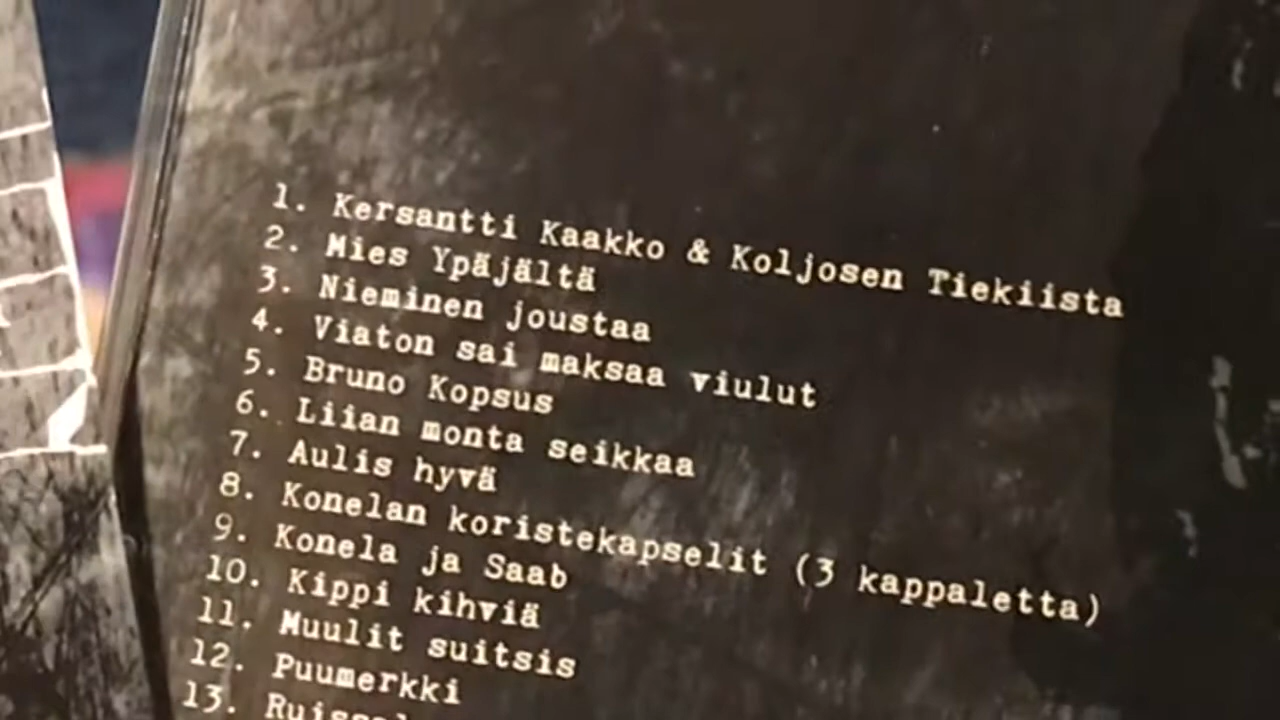 1. Kersantti Kaakko & Koljosen Tiekiista
2. Mies Ypäjältä
3. Nieminen joustaa
4. Viaton sai maksaa viulut
5. Bruno Kopsus
6. Liian monta seikkaa
7. Aulis hyvä
8. Konelan koristekapselit (3 kappaletta)
9. Konela ja Saab
10. Kippi kihviä
11. Muulit suitsis
12. Puumerkki
13.